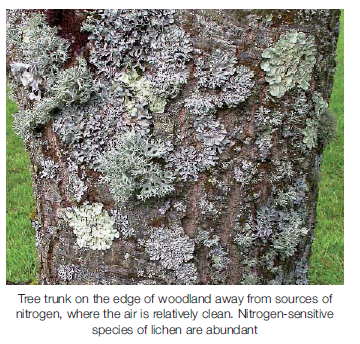 Tree trunk on the edge of woodland away from sources of
nitrogen, where the air is relatively clean. Nitrogen-sensitive
species of lichen are abundant